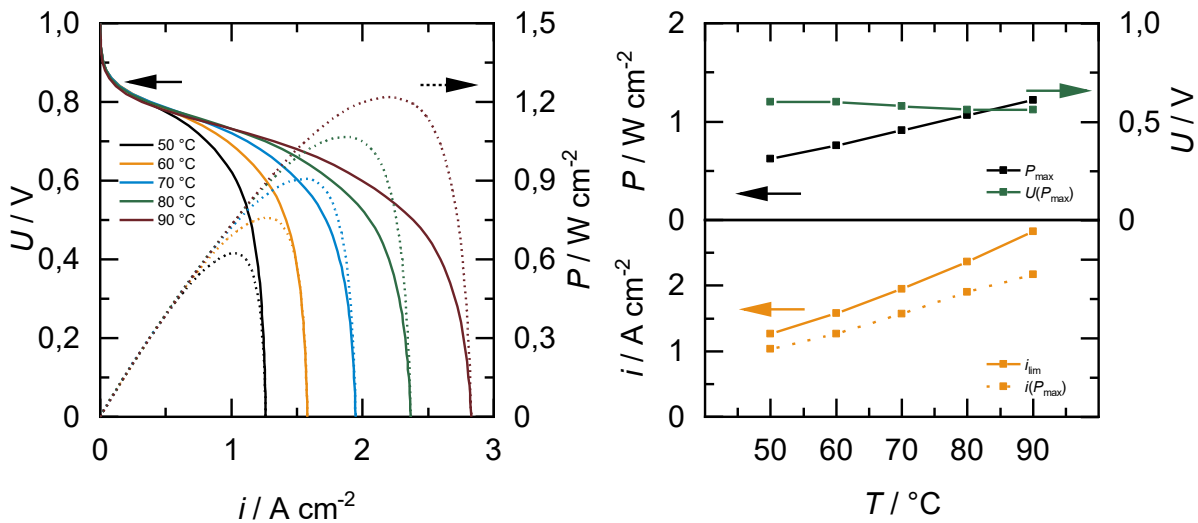 1,0
0,8
0,6
0,4
0,2
0
U / V
1,5
1,2
0,9
0,6
0,3
0
P / W cm-2
50 °C
60 °C
70 °C
80 °C
90 °C
0 1 2 3
i / A cm-2
2
1
0
P / W cm-2
1,0
0,5
0
U / V
Pmax
U(Pmax)
2
1
0
i / A cm-2
ilim
i(Pmax)
50 60 70 80 90
T / °C